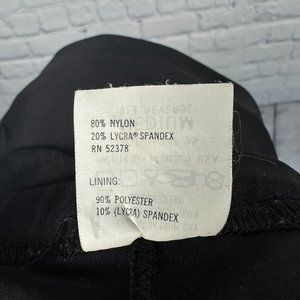 80% NYLON
20% LYCRA® SPANDEX
RN 52378
LINING:
90% POLYESTER
10% (LYCRA) SPANDEX